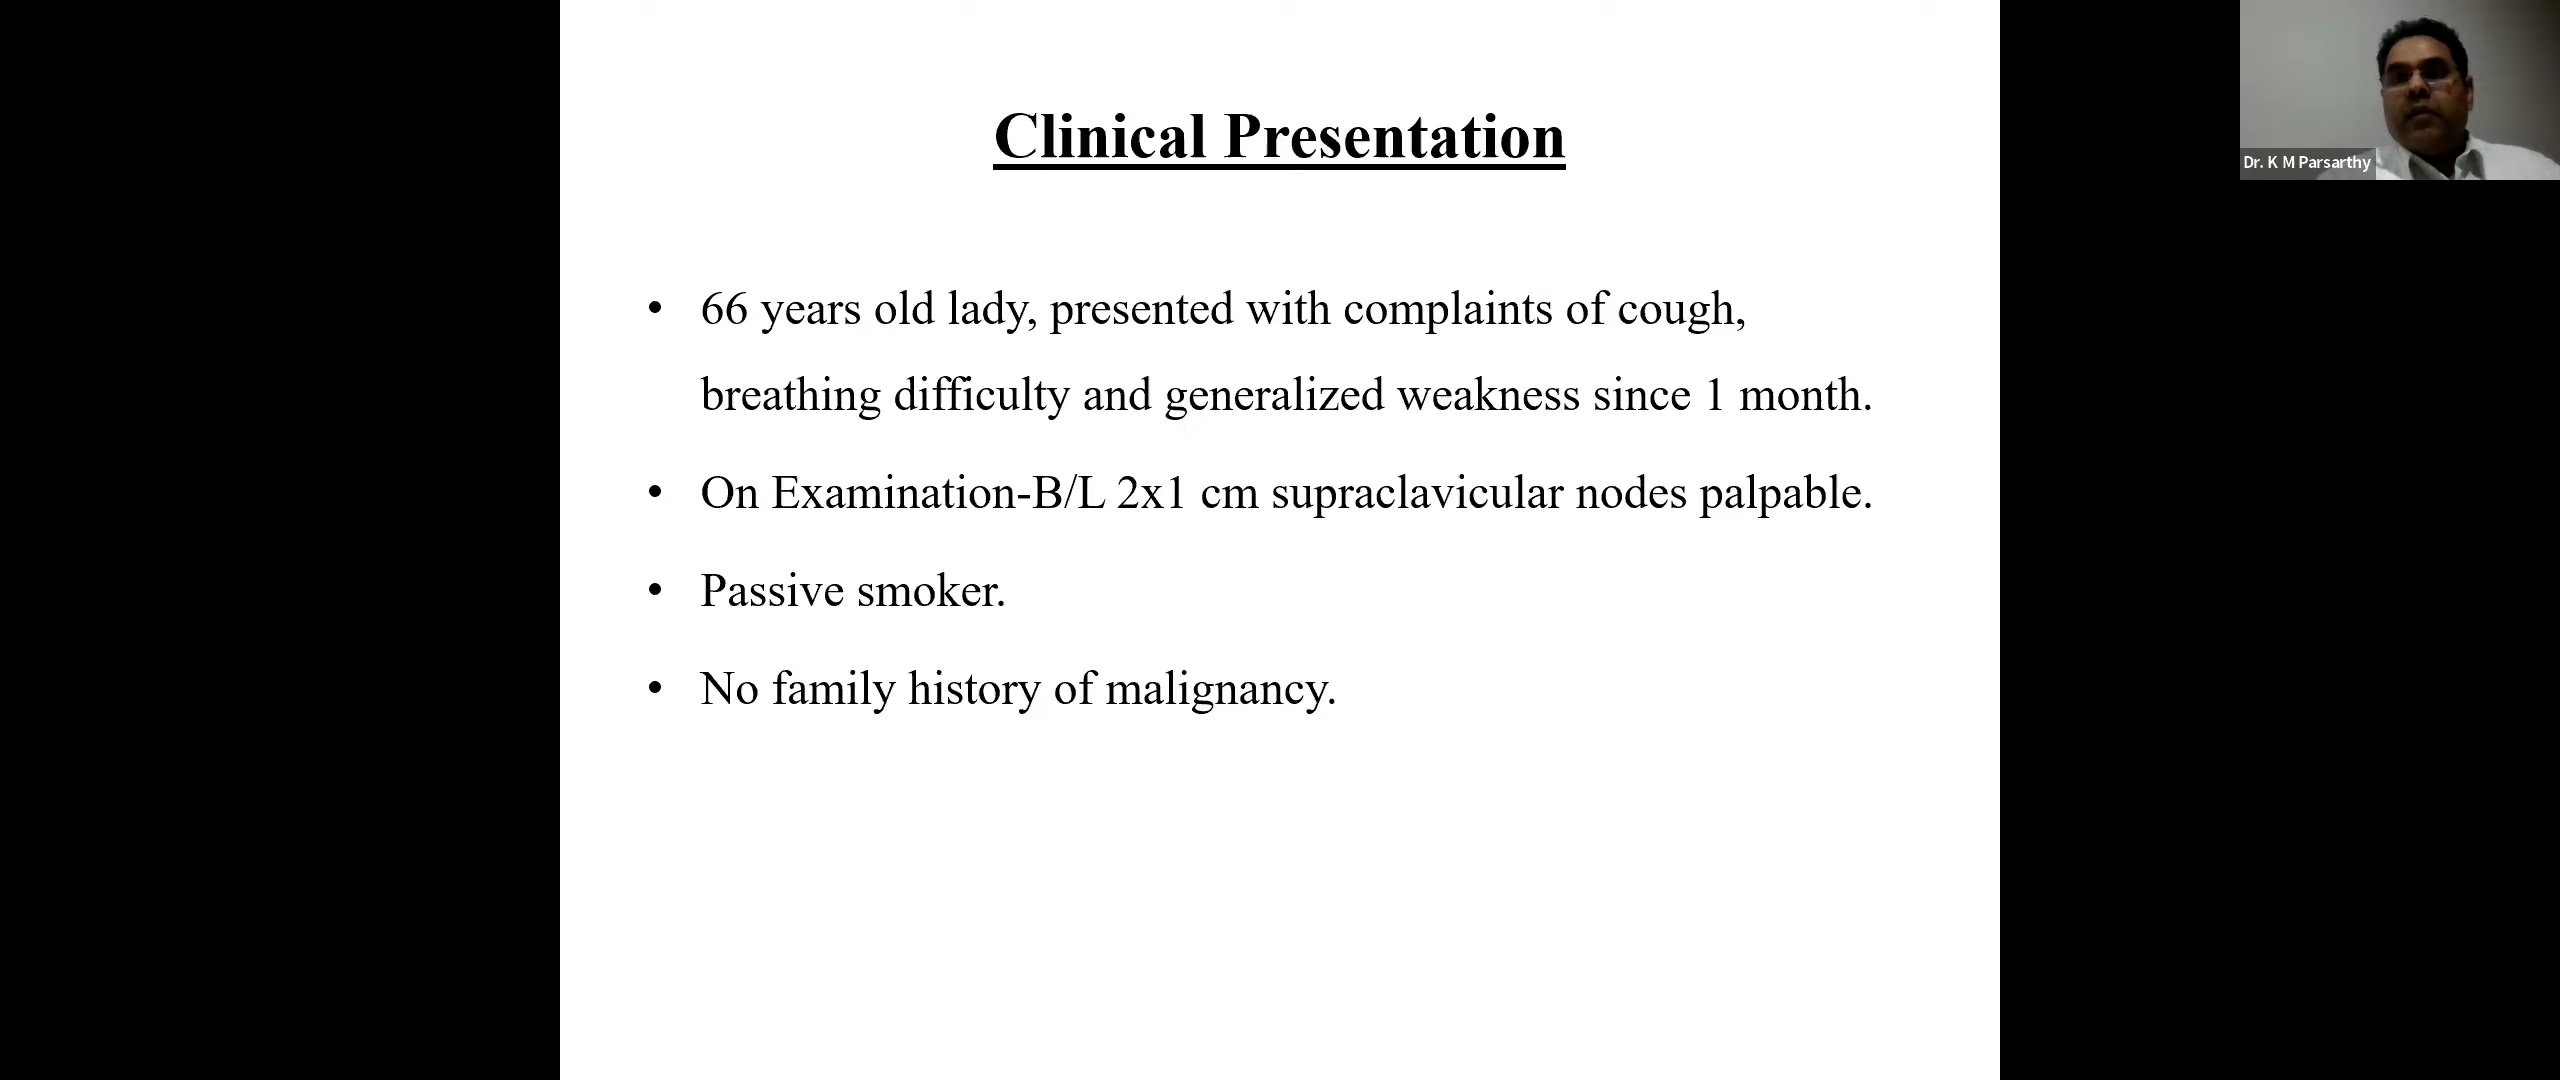 Clinical Presentation
• 66 years old lady, presented with complaints of cough,
breathing difficulty and generalized weakness since 1 month.
• On Examination-B/L 2x1 cm supraclavicular nodes palpable.
• Passive smoker.
• No family history of malignancy.
Dr. K M Parsarthy